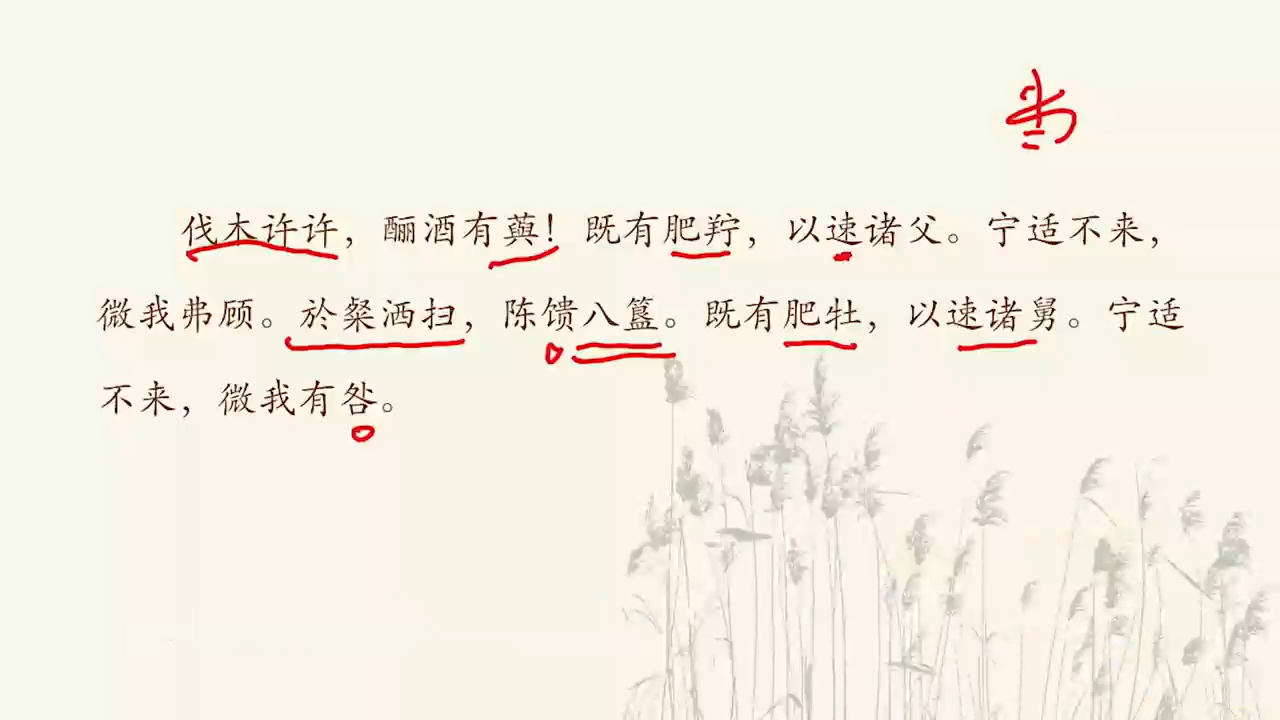 伐木许许，酾酒有藇！既有肥羜，以速诸父。宁适不来，
微我弗顾。於粲洒扫，陈馈八簋。既有肥牡，以速诸舅。宁适
不来，微我有咎。